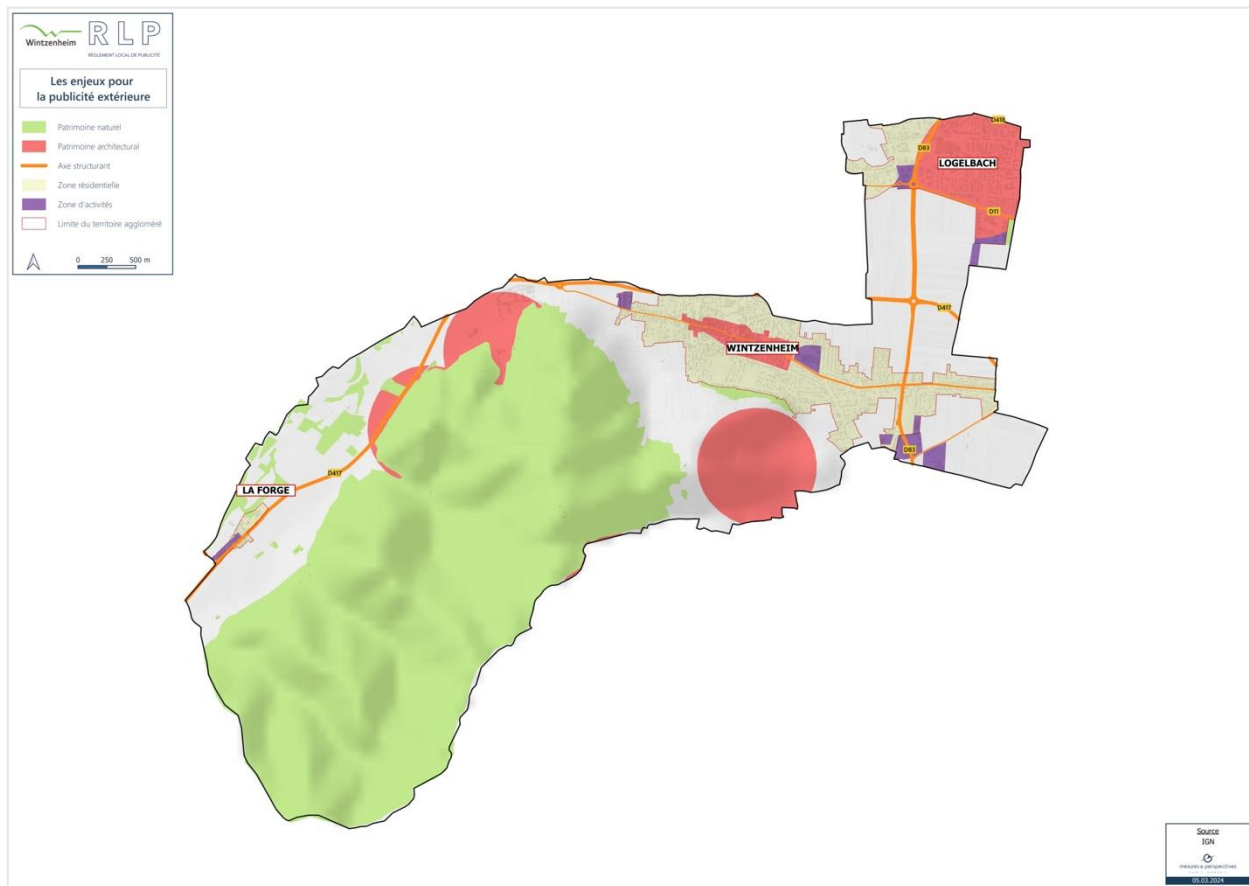 Wintzenheim
RLP
RÈGLEMENT LOCAL DE PUBLICITÉ
Les enjeux pour
la publicité extérieure
Patrimoine naturel
Patrimoine architectural
Axe structurant
Zone résidentielle
Zone d'activités
Limite du territoire aggloméré
0 250 500 m
D418
D83
LOGELBACH
D11
D417
WINTZENHEIM
D83
D417
LA FORGE
Source
IGN
mesures & perspectives
05.03.2024